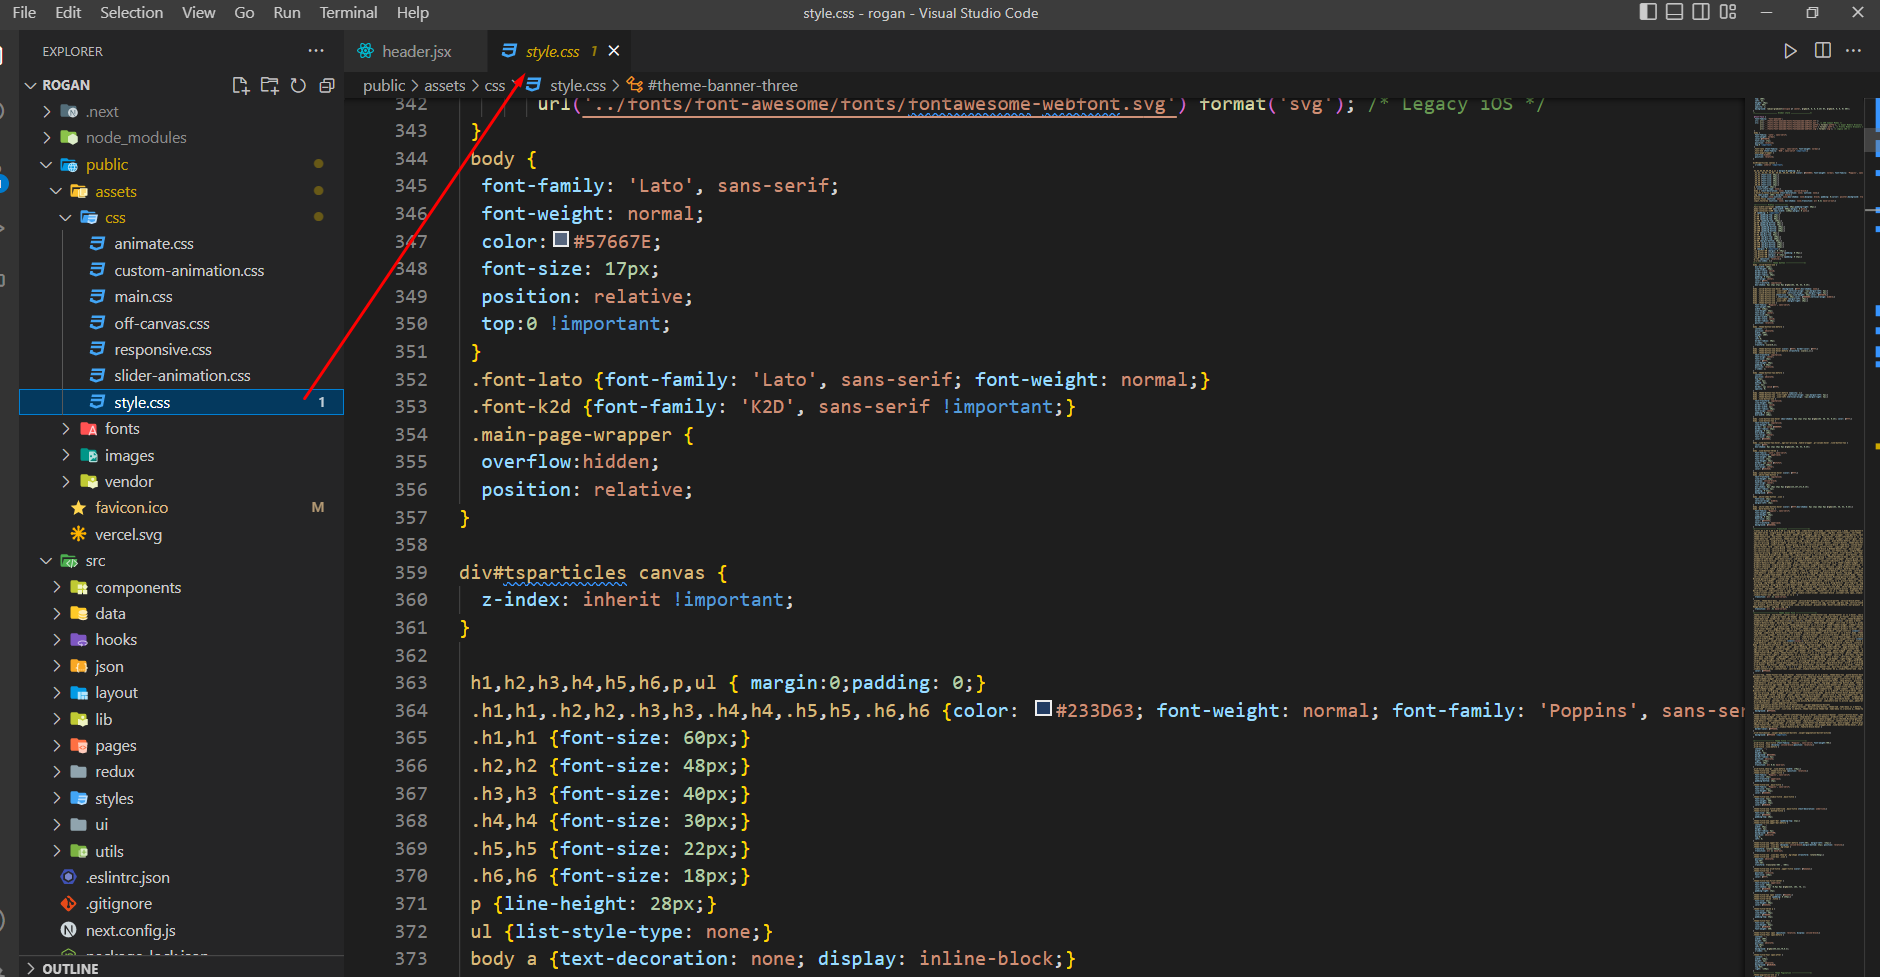 File Edit Selection View Go Run Terminal Help
style.css - rogan - Visual Studio Code
EXPLORER
ROGAN
.next
node_modules
public
assets
css
animate.css
custom-animation.css
main.css
off-canvas.css
responsive.css
slider-animation.css
style.css 1
fonts
images
vendor
favicon.ico M
vercel.svg
src
components
data
hooks
json
layout
lib
pages
redux
styles
ui
utils
.eslintrc.json
.gitignore
next.config.js
package-lock.json
OUTLINE
header.jsx
style.css 1
public > assets > css > style.css > #theme-banner-three
342 url('../fonts/font-awesome/fonts/fontawesome-webfont.svg') format('svg'); /* Legacy iOS */
343 }
344 body {
345 font-family: 'Lato', sans-serif;
346 font-weight: normal;
347 color: #57667E;
348 font-size: 17px;
349 position: relative;
350 top:0 !important;
351 }
352 .font-lato {font-family: 'Lato', sans-serif; font-weight: normal;}
353 .font-k2d {font-family: 'K2D', sans-serif !important;}
354 .main-page-wrapper {
355 overflow:hidden;
356 position: relative;
357 }
358
359 div#tsparticles canvas {
360 z-index: inherit !important;
361 }
362
363 h1,h2,h3,h4,h5,h6,p,ul { margin:0;padding: 0;}
364 .h1,h1,.h2,h2,.h3,h3,.h4,h4,.h5,h5,.h6,h6 {color: #233D63; font-weight: normal; font-family: 'Poppins', sans-ser
365 .h1,h1 {font-size: 60px;}
366 .h2,h2 {font-size: 48px;}
367 .h3,h3 {font-size: 40px;}
368 .h4,h4 {font-size: 30px;}
369 .h5,h5 {font-size: 22px;}
370 .h6,h6 {font-size: 18px;}
371 p {line-height: 28px;}
372 ul {list-style-type: none;}
373 body a {text-decoration: none; display: inline-block;}